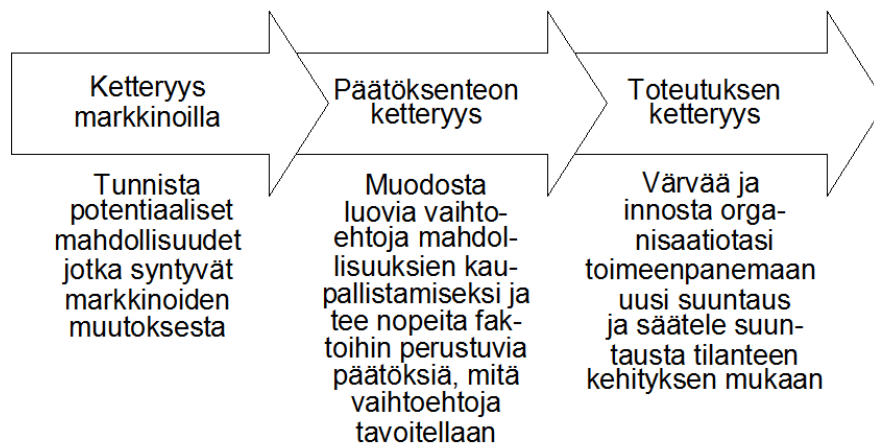 Ketteryys
markkinoilla
Päätöksenteon
ketteryys
Toteutuksen
ketteryys
Tunnista
potentiaaliset
mahdollisuudet
jotka syntyvät
markkinoiden
muutoksesta
Muodosta
luovia vaihto-
ehtoja mahdol-
lisuuksien kau-
pallistamiseksi ja
tee nopeita fak-
toihin perustuvia
päätöksiä, mitä
vaihtoehtoja
tavoitellaan
Värvää ja
innosta orga-
nisaatiotasi
toimeenpanemaan
uusi suuntaus
ja säätele suun-
tausta tilanteen
kehityksen mukaan